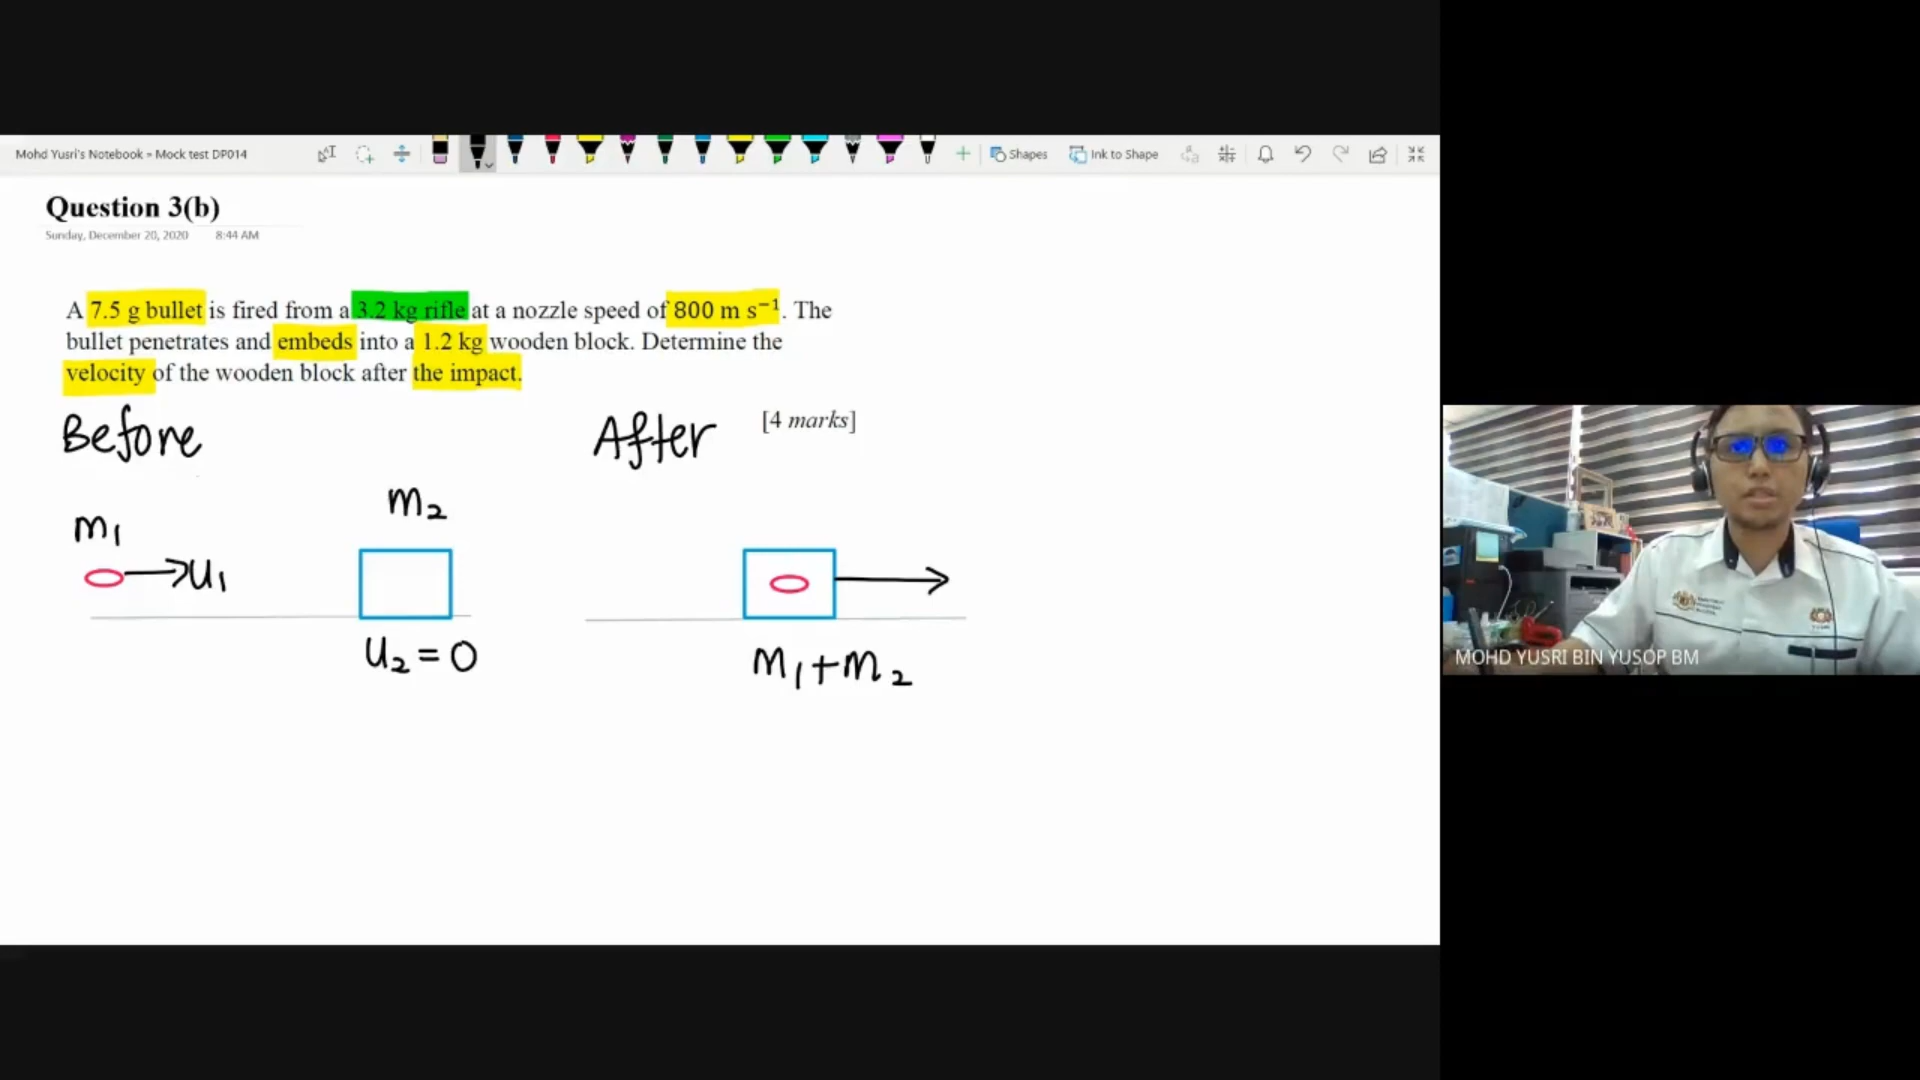 Mohd Yusri's Notebook » Mock test DP014
Shapes
Ink to Shape
Question 3(b)
Sunday, December 20, 2020 8:44 AM
A 7.5 g bullet is fired from a 3.2 kg rifle at a nozzle speed of 800 m s⁻¹. The
bullet penetrates and embeds into a 1.2 kg wooden block. Determine the
velocity of the wooden block after the impact.
[4 marks]
Before
After
m₁
u₁
m₂
u₂ = 0
m₁+m₂
MOHD YUSRI BIN YUSOP BM